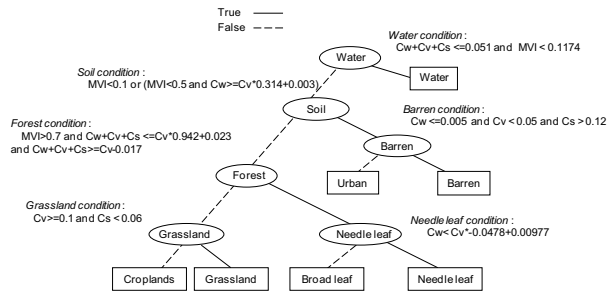 True
False
Water condition :
Cw+Cv+Cs <=0.051 and MVI < 0.1174
Water
Water
Soil condition :
MVI<0.1 or (MVI<0.5 and Cw>=Cv*0.314+0.003)
Soil
Barren condition :
Cw <=0.005 and Cv < 0.05 and Cs > 0.12
Barren
Forest condition :
MVI>0.7 and Cw+Cv+Cs <=Cv*0.942+0.023
and Cw+Cv+Cs>=Cv-0.017
Forest
Urban
Barren
Grassland condition :
Cv>=0.1 and Cs < 0.06
Grassland
Needle leaf
Needle leaf condition :
Cw< Cv*-0.0478+0.00977
Croplands
Grassland
Broad leaf
Needle leaf